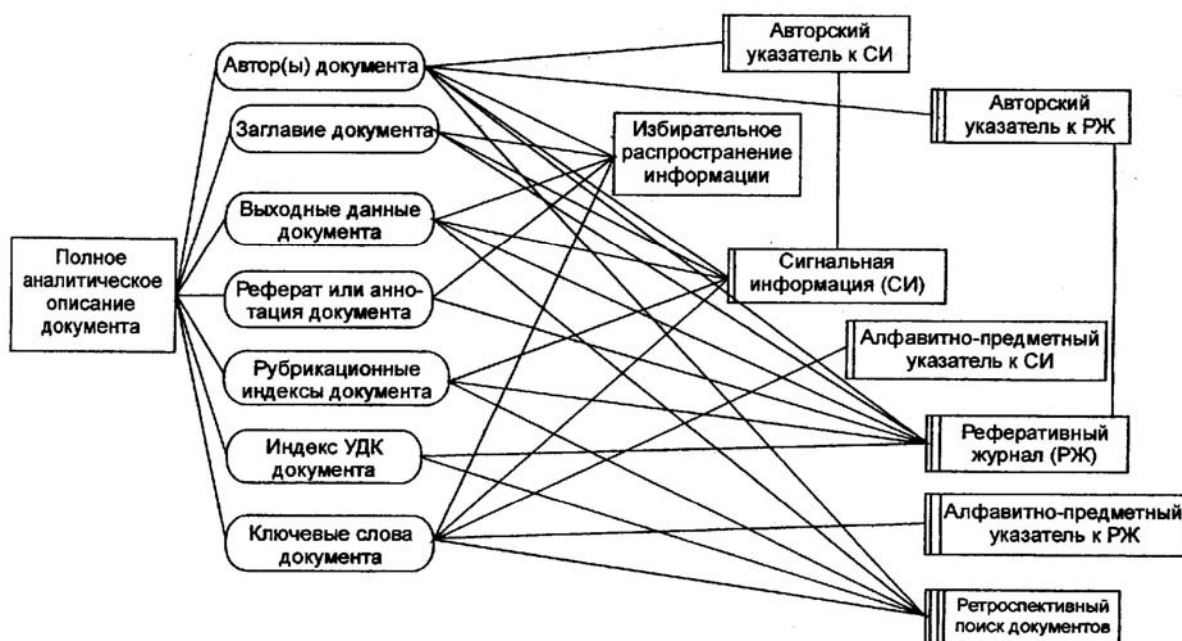 Полное
аналитическое
описание
документа
Автор(ы) документа
Заглавие документа
Выходные данные
документа
Реферат или анно-
тация документа
Рубрикационные
индексы документа
Индекс УДК
документа
Ключевые слова
документа
Избирательное
распространение
информации
Авторский
указатель к СИ
Авторский
указатель к РЖ
Сигнальная
информация (СИ)
Алфавитно-предметный
указатель к СИ
Реферативный
журнал (РЖ)
Алфавитно-предметный
указатель к РЖ
Ретроспективный
поиск документов